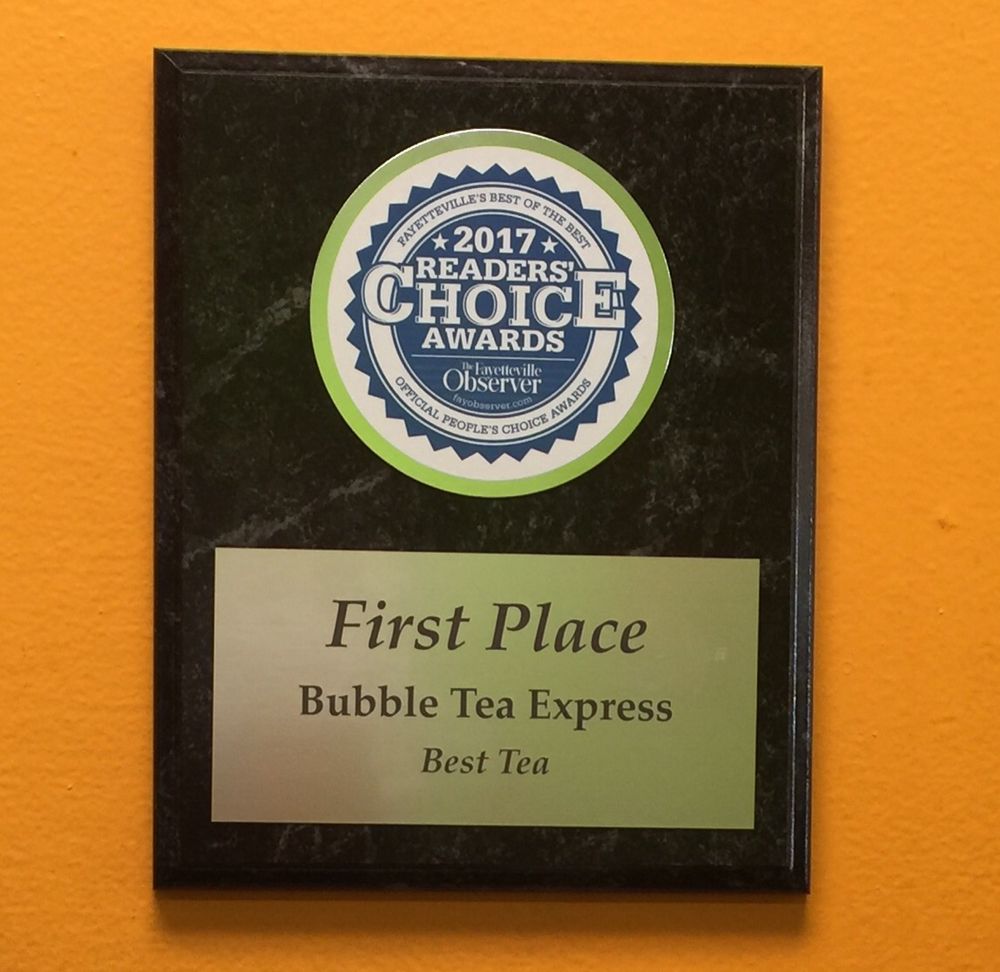 FAYETTEVILLE'S BEST OF THE BEST
2017
READERS'
CHOICE
AWARDS
The Fayetteville
Observer
fayobserver.com
OFFICIAL PEOPLE'S CHOICE AWARDS
First Place
Bubble Tea Express
Best Tea